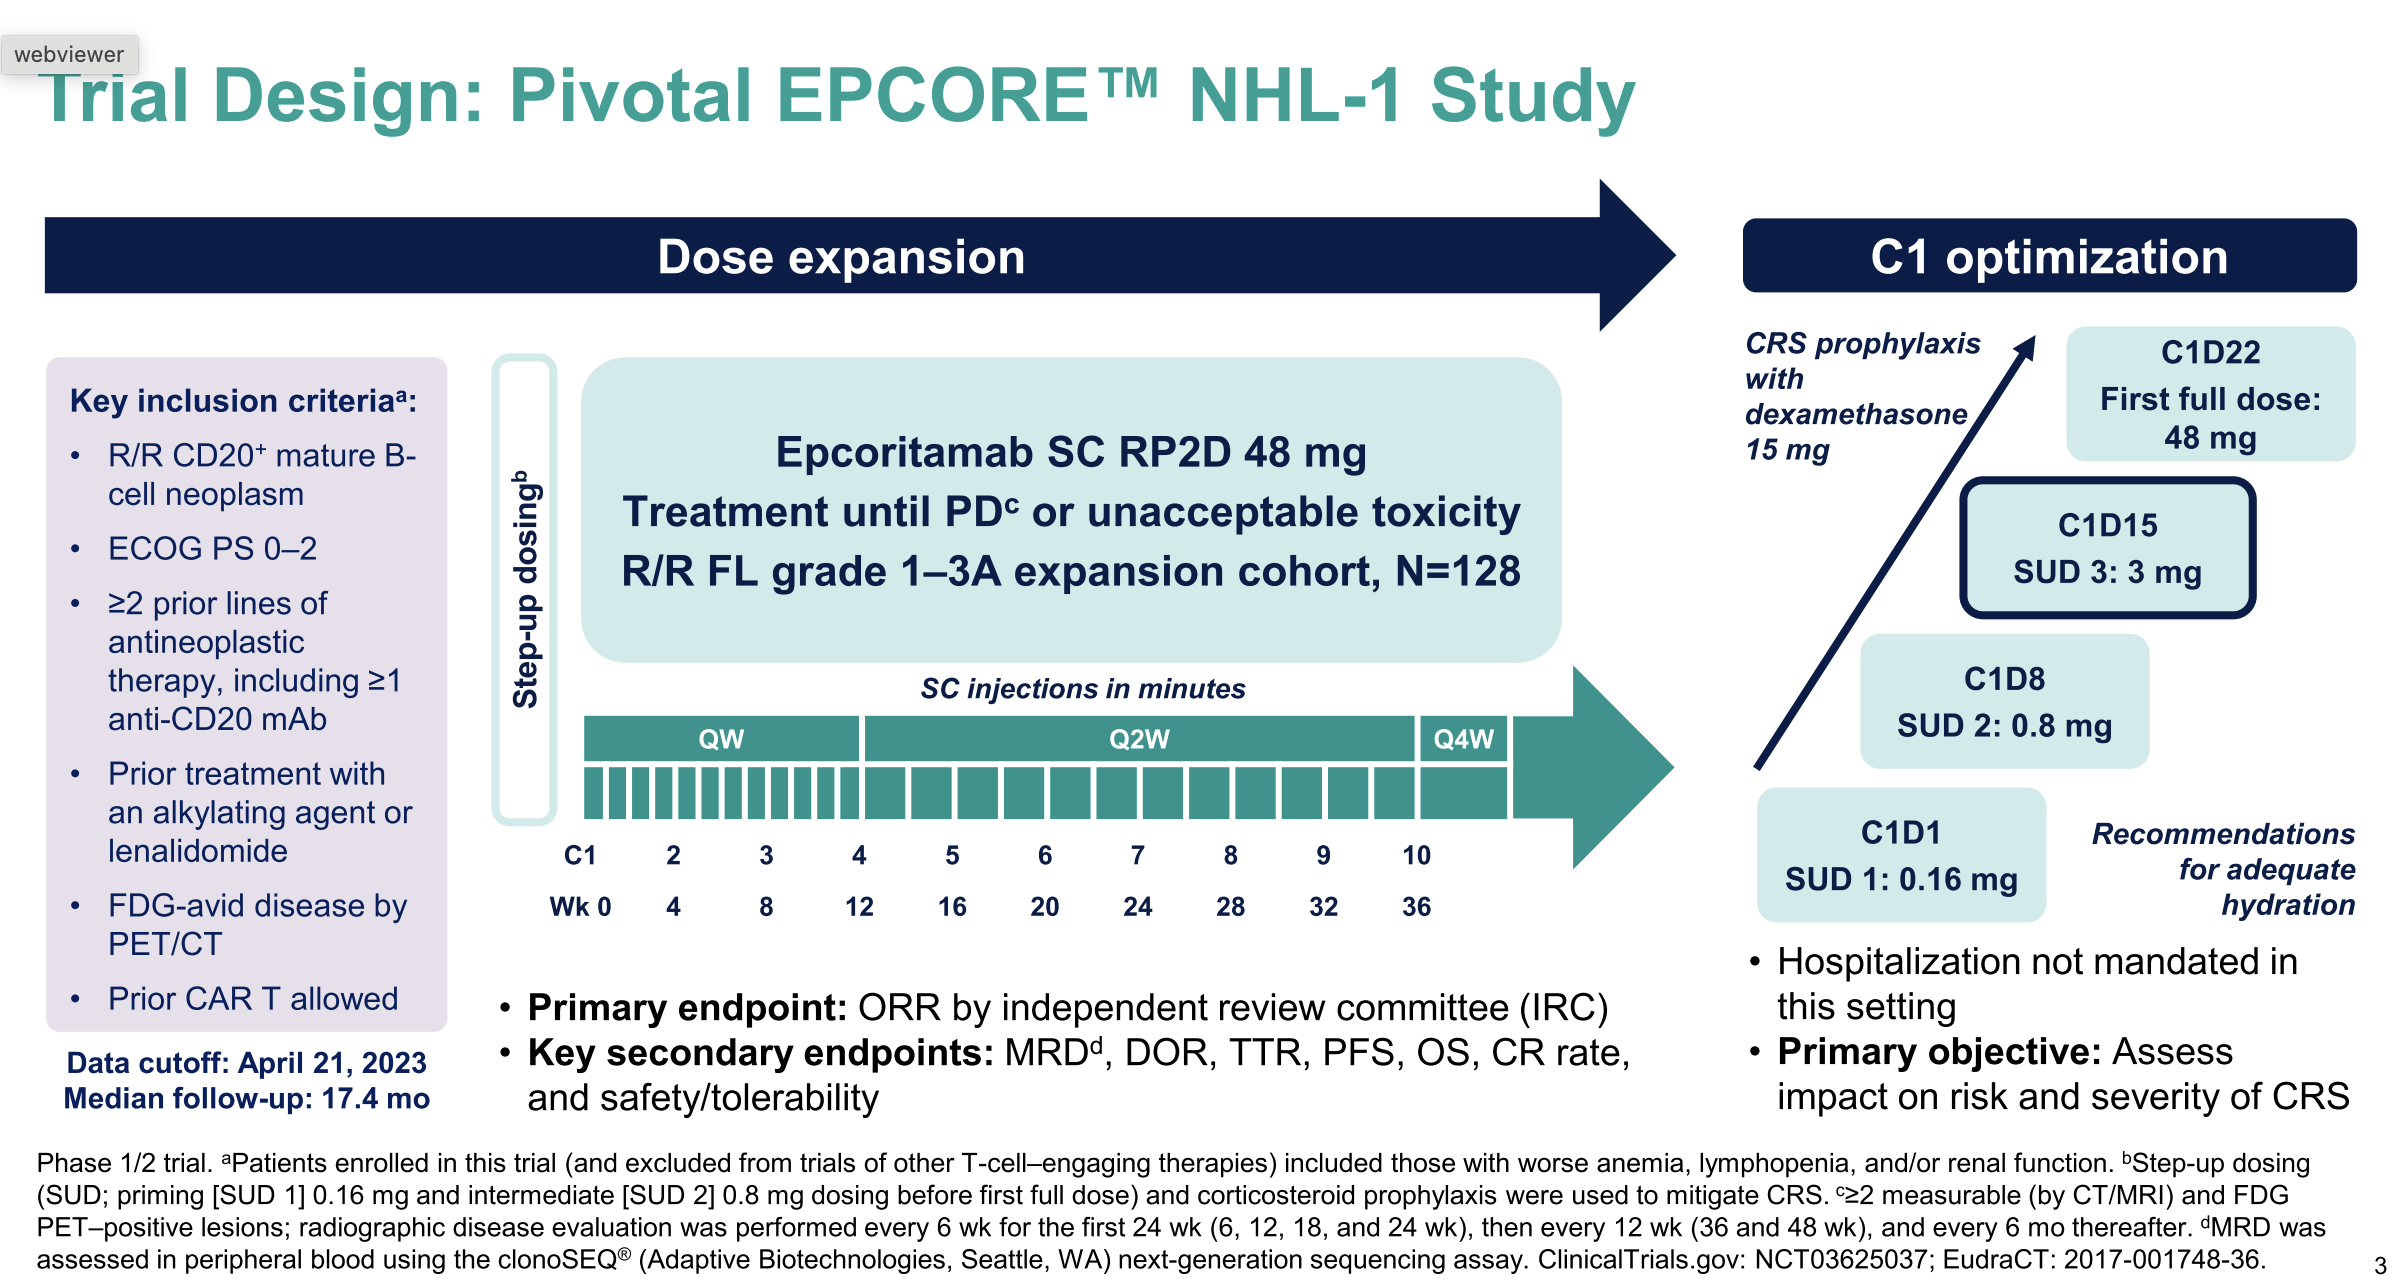 webviewer
Trial Design: Pivotal EPCORE™ NHL-1 Study
Dose expansion
Key inclusion criteriaᵃ:
• R/R CD20⁺ mature B-
cell neoplasm
• ECOG PS 0–2
• ≥2 prior lines of
antineoplastic
therapy, including ≥1
anti-CD20 mAb
• Prior treatment with
an alkylating agent or
lenalidomide
• FDG-avid disease by
PET/CT
• Prior CAR T allowed
Data cutoff: April 21, 2023
Median follow-up: 17.4 mo
Step-up dosingᵇ
Epcoritamab SC RP2D 48 mg
Treatment until PDᶜ or unacceptable toxicity
R/R FL grade 1–3A expansion cohort, N=128
SC injections in minutes
QW Q2W Q4W
C1 2 3 4 5 6 7 8 9 10
Wk 0 4 8 12 16 20 24 28 32 36
• Primary endpoint: ORR by independent review committee (IRC)
• Key secondary endpoints: MRDᵈ, DOR, TTR, PFS, OS, CR rate,
and safety/tolerability
C1 optimization
CRS prophylaxis
with
dexamethasone
15 mg
C1D22
First full dose:
48 mg
C1D15
SUD 3: 3 mg
C1D8
SUD 2: 0.8 mg
C1D1
SUD 1: 0.16 mg
Recommendations
for adequate
hydration
• Hospitalization not mandated in
this setting
• Primary objective: Assess
impact on risk and severity of CRS
Phase 1/2 trial. ᵃPatients enrolled in this trial (and excluded from trials of other T-cell–engaging therapies) included those with worse anemia, lymphopenia, and/or renal function. ᵇStep-up dosing
(SUD; priming [SUD 1] 0.16 mg and intermediate [SUD 2] 0.8 mg dosing before first full dose) and corticosteroid prophylaxis were used to mitigate CRS. ᶜ≥2 measurable (by CT/MRI) and FDG
PET–positive lesions; radiographic disease evaluation was performed every 6 wk for the first 24 wk (6, 12, 18, and 24 wk), then every 12 wk (36 and 48 wk), and every 6 mo thereafter. ᵈMRD was
assessed in peripheral blood using the clonoSEQ® (Adaptive Biotechnologies, Seattle, WA) next-generation sequencing assay. ClinicalTrials.gov: NCT03625037; EudraCT: 2017-001748-36.
3